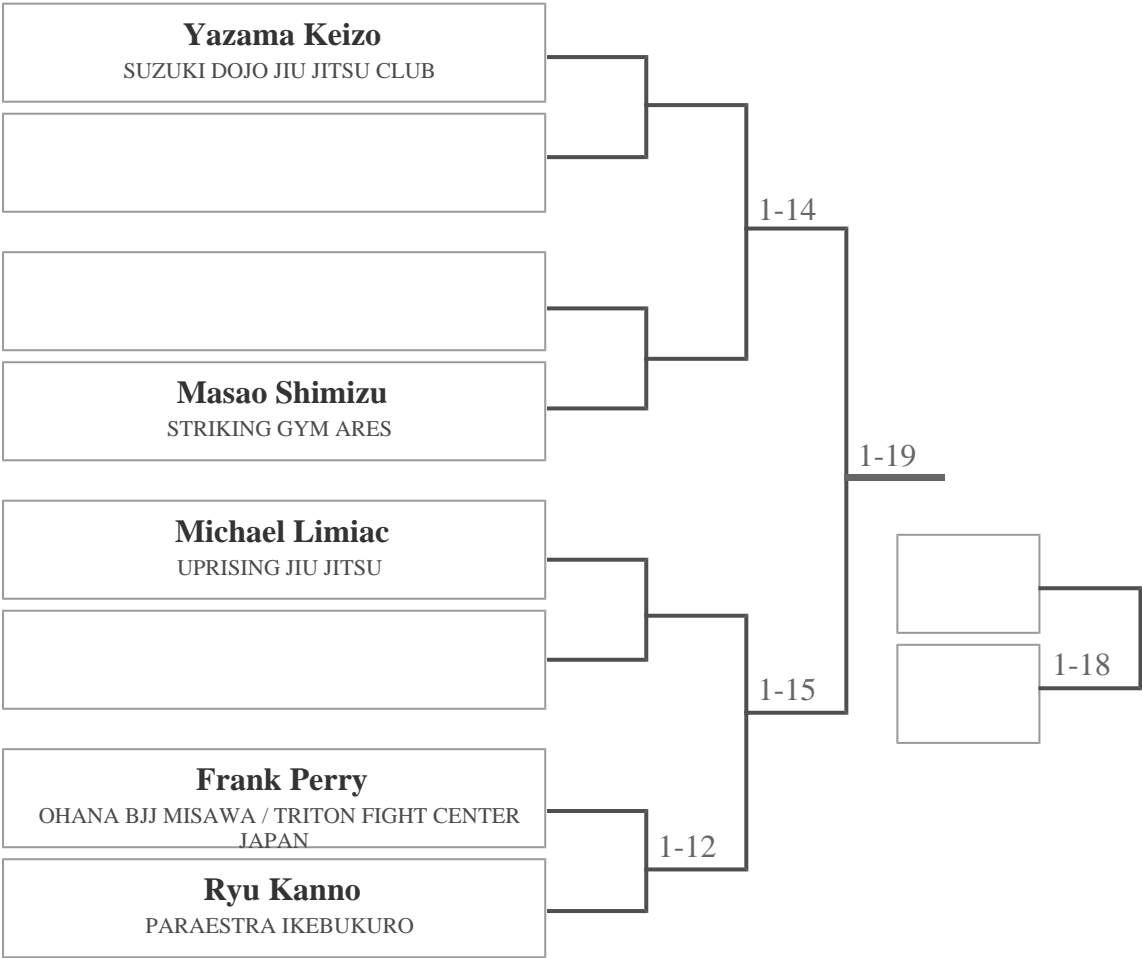 Yazama Keizo
SUZUKI DOJO JIU JITSU CLUB
1-14
Masao Shimizu
STRIKING GYM ARES
1-19
Michael Limiac
UPRISING JIU JITSU
1-18
1-15
Frank Perry
OHANA BJJ MISAWA / TRITON FIGHT CENTER
JAPAN
1-12
Ryu Kanno
PARAESTRA IKEBUKURO